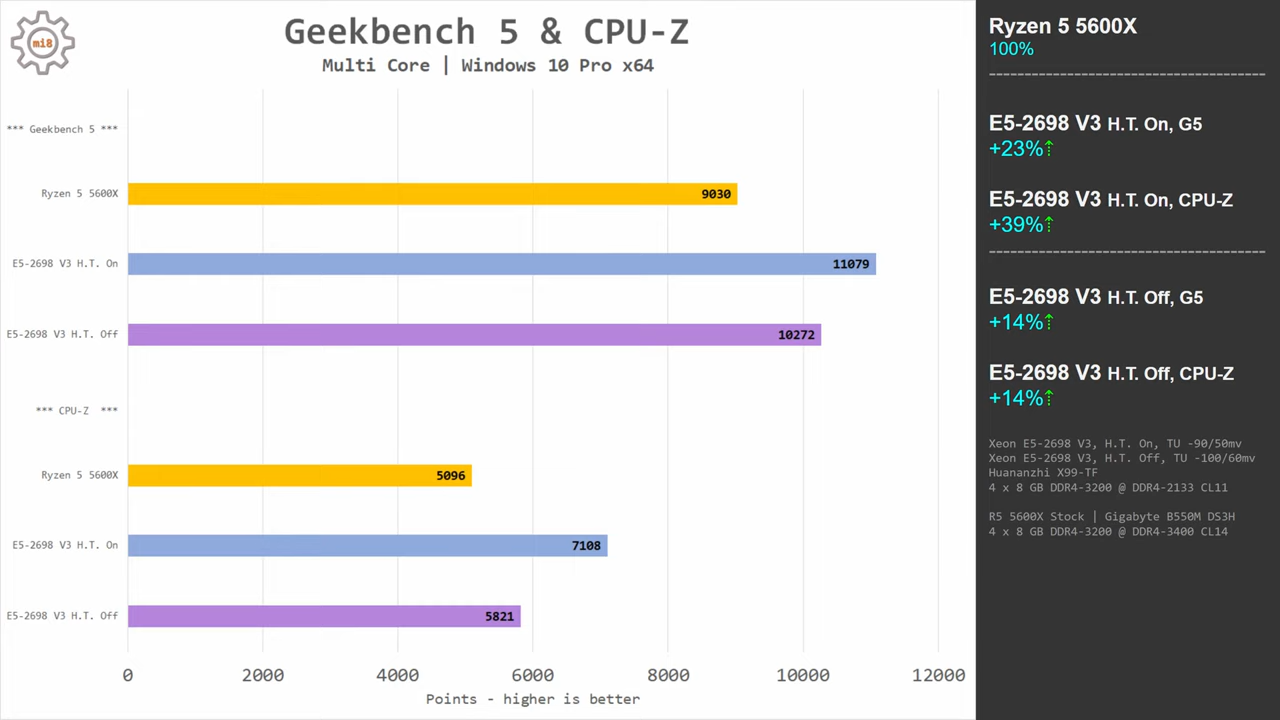 mi8
Geekbench 5 & CPU-Z
Multi Core | Windows 10 Pro x64
*** Geekbench 5 ***
Ryzen 5 5600X
9030
E5-2698 V3 H.T. On
11079
E5-2698 V3 H.T. Off
10272
*** CPU-Z ***
Ryzen 5 5600X
5096
E5-2698 V3 H.T. On
7108
E5-2698 V3 H.T. Off
5821
0 2000 4000 6000 8000 10000 12000
Points - higher is better
Ryzen 5 5600X
100%
E5-2698 V3 H.T. On, G5
+23%
E5-2698 V3 H.T. On, CPU-Z
+39%
E5-2698 V3 H.T. Off, G5
+14%
E5-2698 V3 H.T. Off, CPU-Z
+14%
Xeon E5-2698 V3, H.T. On, TU -90/50mv
Xeon E5-2698 V3, H.T. Off, TU -100/60mv
Huananzhi X99-TF
4 x 8 GB DDR4-3200 @ DDR4-2133 CL11
R5 5600X Stock | Gigabyte B550M DS3H
4 x 8 GB DDR4-3200 @ DDR4-3400 CL14